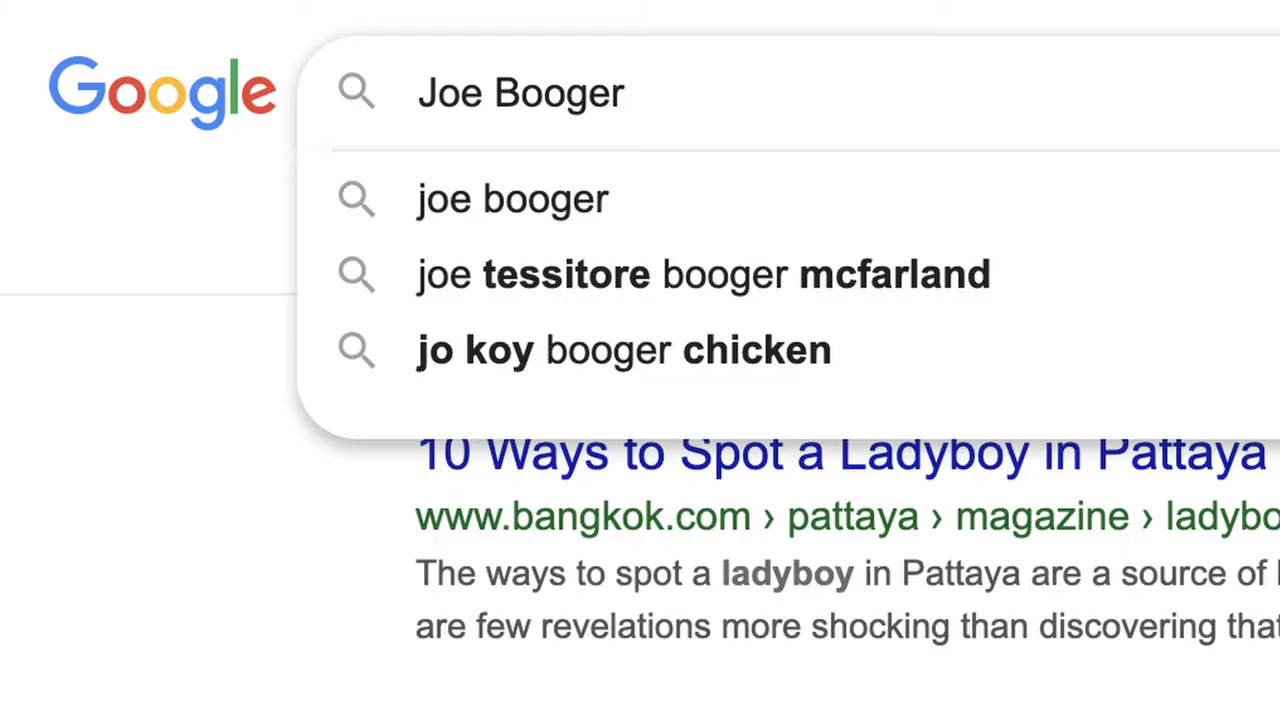 Google
Joe Booger
joe booger
joe tessitore booger mcfarland
jo koy booger chicken
10 Ways to Spot a Ladyboy in Pattaya
www.bangkok.com › pattaya › magazine › ladybo
The ways to spot a ladyboy in Pattaya are a source of
are few revelations more shocking than discovering that